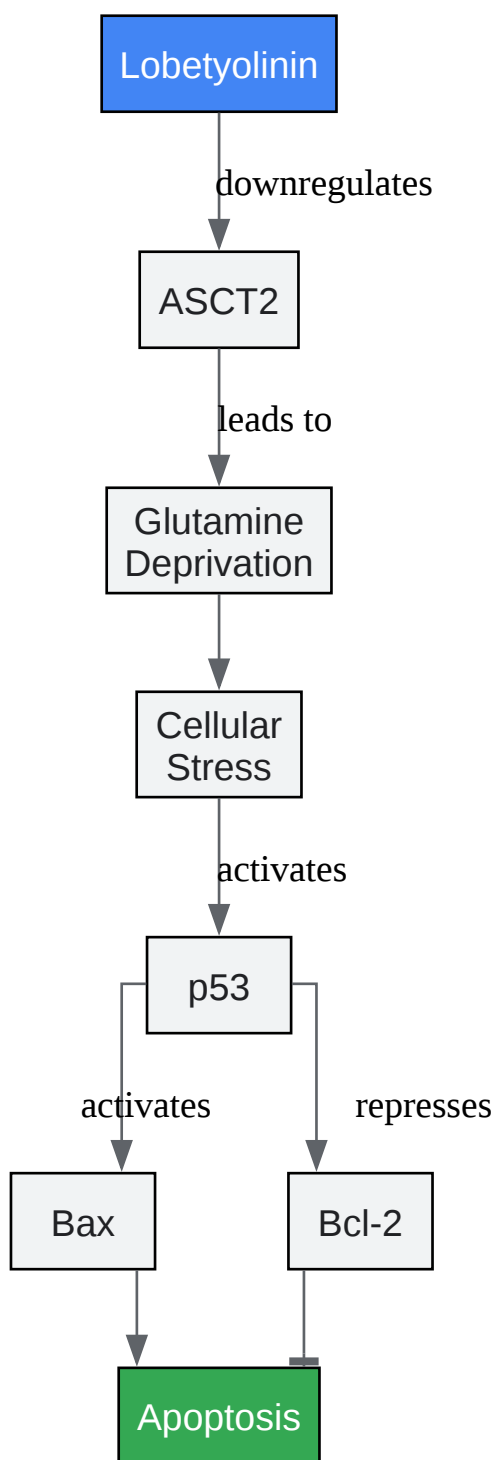 Lobetyolinin
downregulates
ASCT2
leads to
Glutamine
Deprivation
Cellular
Stress
activates
p53
activates
represses
Bax
Bcl-2
Apoptosis